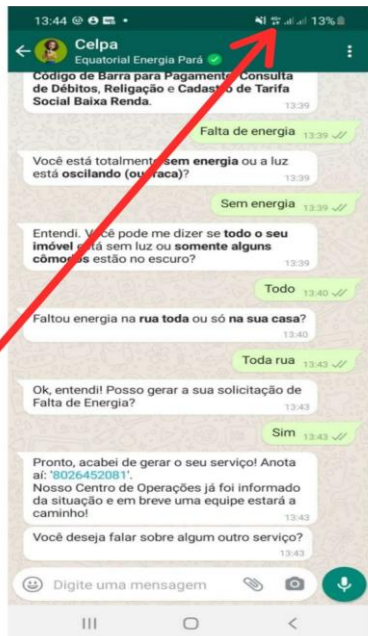 13:44
13%
Celpa
Equatorial Energia Pará
Código de Barra para Pagamento, Consulta
de Débitos, Religação e Cadastro de Tarifa
Social Baixa Renda.
13:39
Falta de energia 13:39
Você está totalmente sem energia ou a luz
está oscilando (ou fraca)?
13:39
Sem energia 13:39
Entendi. Você pode me dizer se todo o seu
imóvel está sem luz ou somente alguns
cômodos estão no escuro?
13:39
Todo 13:40
Faltou energia na rua toda ou só na sua casa?
13:40
Toda rua 13:43
Ok, entendi! Posso gerar a sua solicitação de
Falta de Energia?
13:43
Sim 13:43
Pronto, acabei de gerar o seu serviço! Anota
aí: '8026452081'.
Nosso Centro de Operações já foi informado
da situação e em breve uma equipe estará a
caminho!
13:43
Você deseja falar sobre algum outro serviço?
13:43
Digite uma mensagem